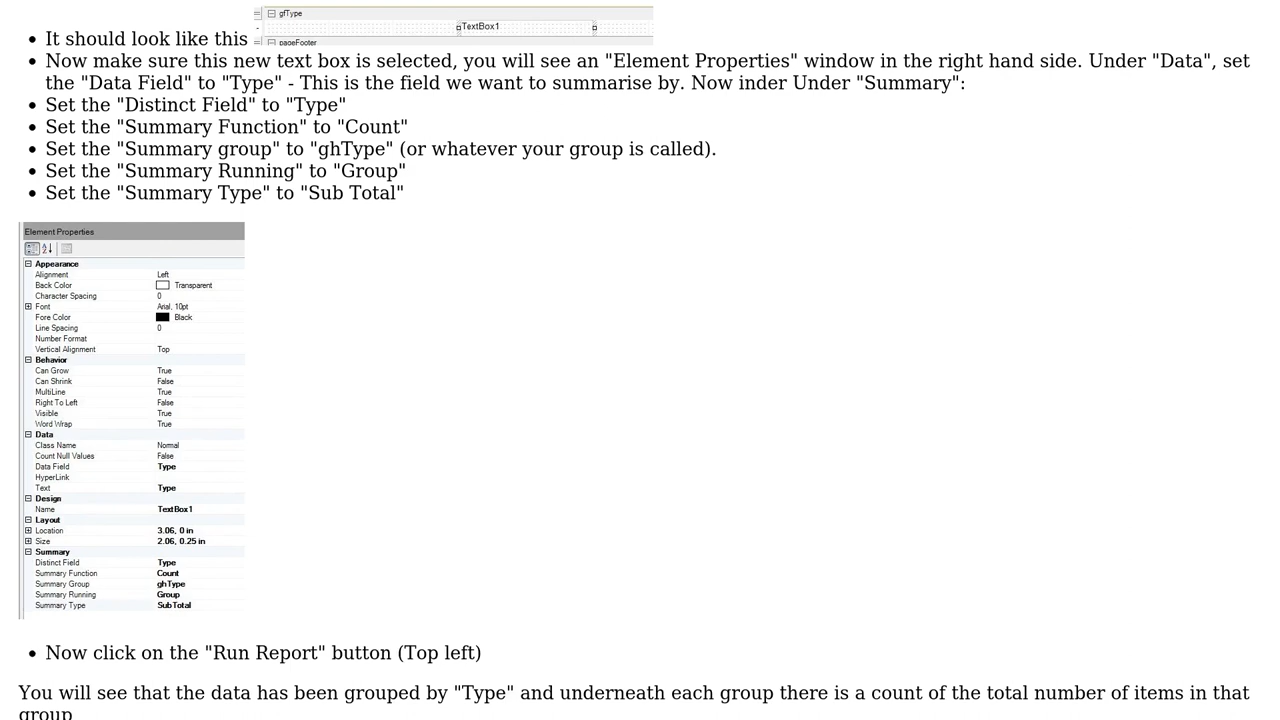 gfType
TextBox1
pageFooter
It should look like this
Now make sure this new text box is selected, you will see an "Element Properties" window in the right hand side. Under "Data", set
the "Data Field" to "Type" - This is the field we want to summarise by. Now inder Under "Summary":
Set the "Distinct Field" to "Type"
Set the "Summary Function" to "Count"
Set the "Summary group" to "ghType" (or whatever your group is called).
Set the "Summary Running" to "Group"
Set the "Summary Type" to "Sub Total"
Element Properties
Appearance
Alignment Left
Back Color Transparent
Character Spacing 0
Font Arial, 10pt
Fore Color Black
Line Spacing 0
Number Format
Vertical Alignment Top
Behavior
Can Grow True
Can Shrink False
MultiLine True
Right To Left False
Visible True
Word Wrap True
Data
Class Name Normal
Count Null Values False
Data Field Type
HyperLink
Text Type
Design
Name TextBox1
Layout
Location 3.06, 0 in
Size 2.06, 0.25 in
Summary
Distinct Field Type
Summary Function Count
Summary Group ghType
Summary Running Group
Summary Type SubTotal
Now click on the "Run Report" button (Top left)
You will see that the data has been grouped by "Type" and underneath each group there is a count of the total number of items in that
group